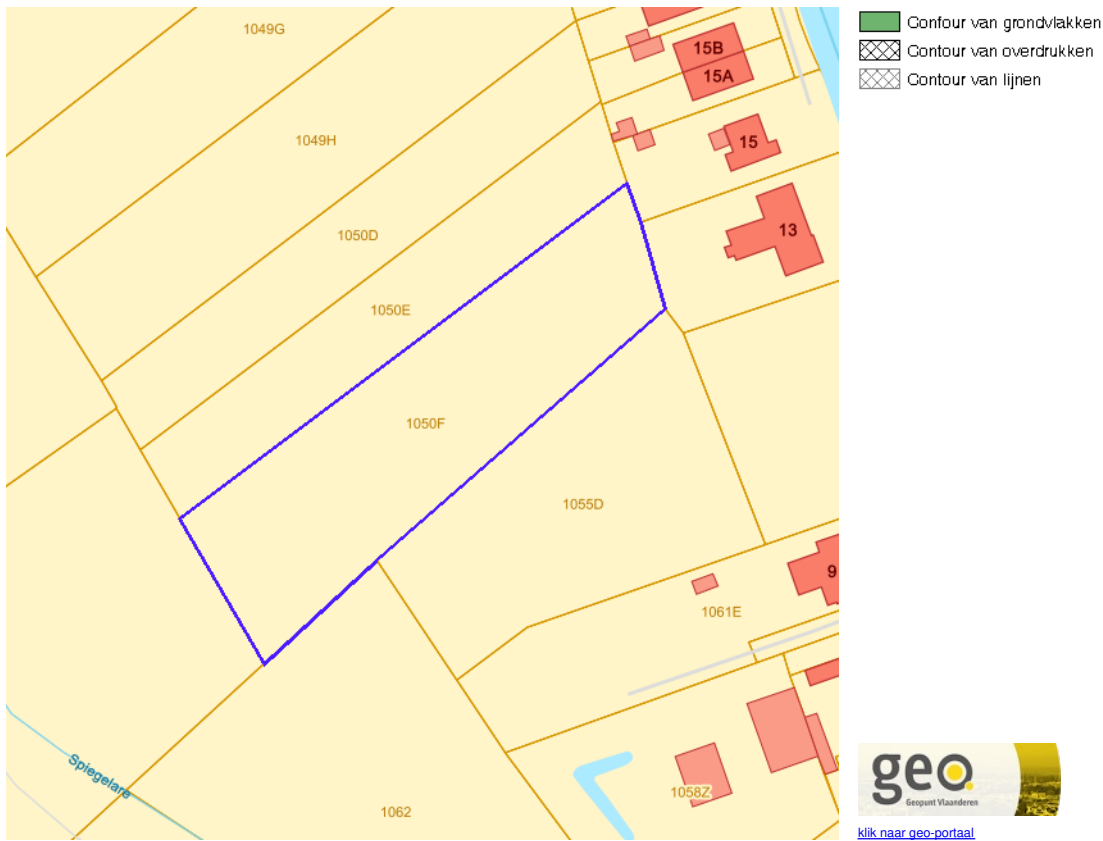 1049G
15B
15A
1049H
15
1050D
13
1050E
1050F
1055D
9
1061E
Spiegelare
1058Z
1062
Contour van grondvlakken
Contour van overdrukken
Contour van lijnen
geo
Geopunt Vlaanderen
klik naar geo-portaal